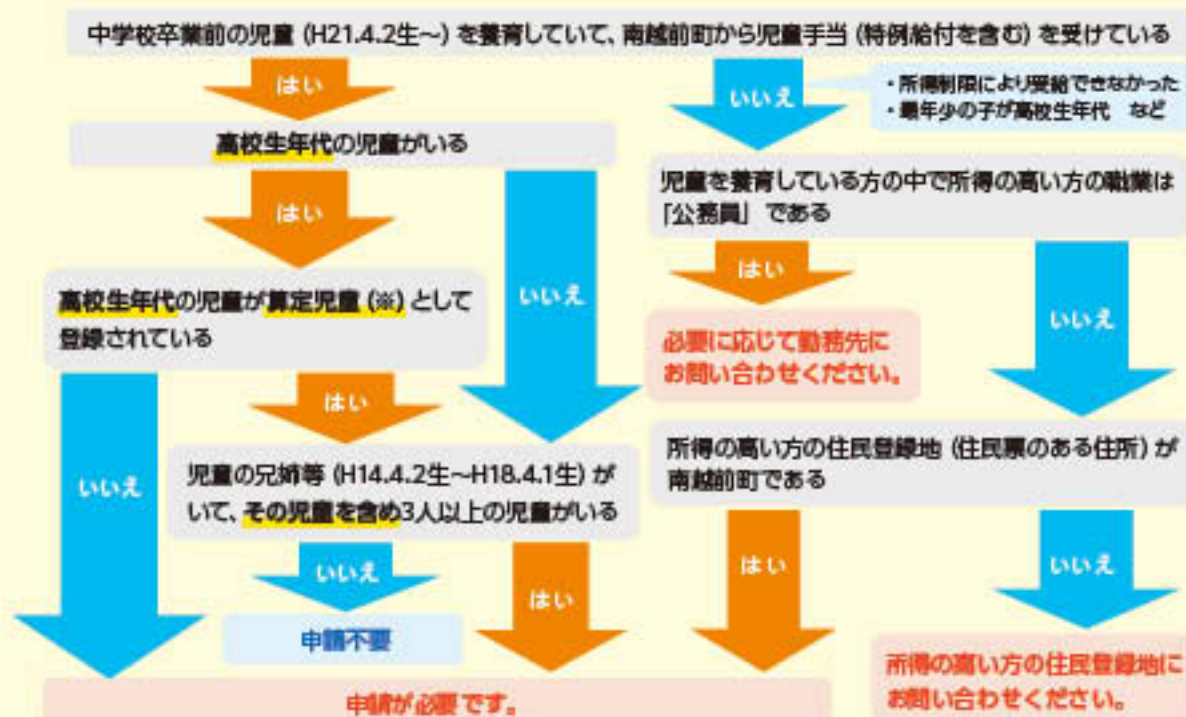 中学校卒業前の児童（H21.4.2生～）を養育していて、南越前町から児童手当（特例給付を含む）を受けている
はい
いいえ
・所得制限により受給できなかった
・最年少の子が高校生年代　など
高校生年代の児童がいる
児童を養育している方の中で所得の高い方の職業は
「公務員」である
はい
いいえ
はい
いいえ
高校生年代の児童が算定児童（※）として
登録されている
必要に応じて勤務先に
お問い合わせください。
はい
いいえ
児童の兄姉等（H14.4.2生～H18.4.1生）が
いて、その児童を含め3人以上の児童がいる
所得の高い方の住民登録地（住民票のある住所）が
南越前町である
いいえ
はい
はい
いいえ
申請不要
申請が必要です。
所得の高い方の住民登録地に
お問い合わせください。